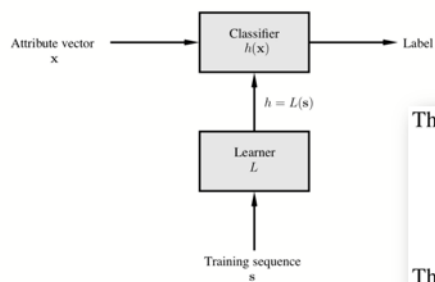 Classifier
h(x)
Attribute vector
x
Label
h = L(s)
Th
Learner
L
Training sequence
s
Th